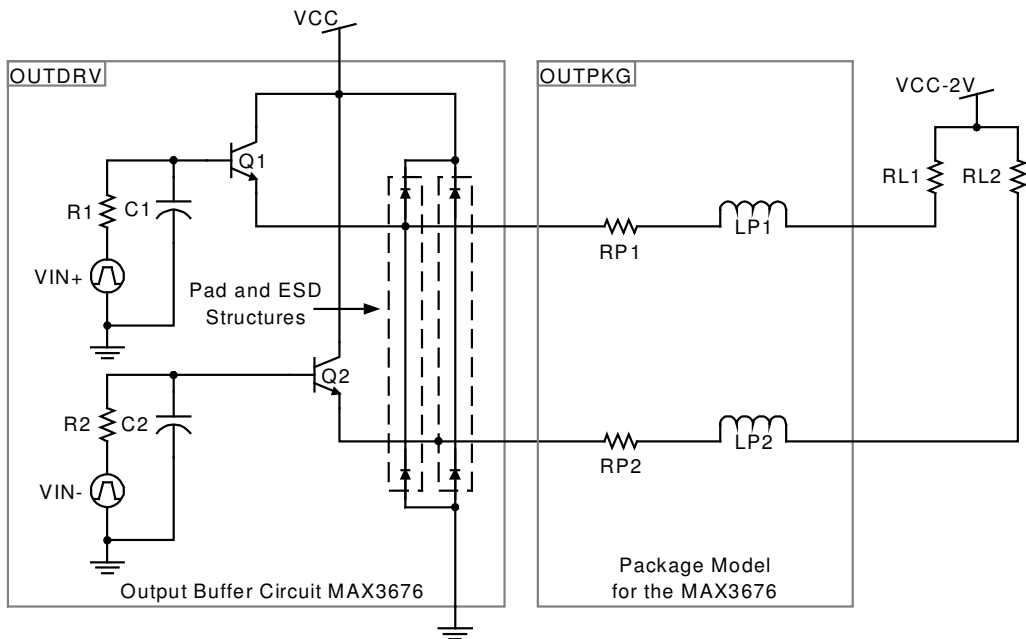 VCC
OUTDRV
OUTPKG
VCC-2V
Q1
R1
C1
RL1
RL2
LP1
RP1
VIN+
Pad and ESD
Structures
Q2
R2
C2
LP2
RP2
VIN-
Output Buffer Circuit MAX3676
Package Model
for the MAX3676